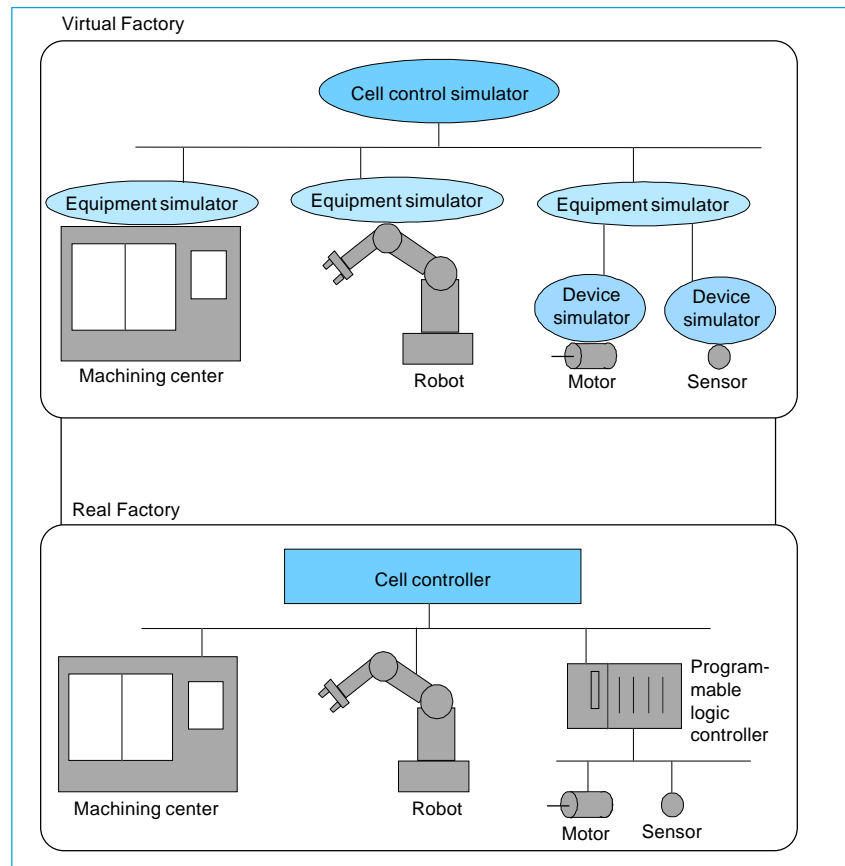 Virtual Factory
Cell control simulator
Equipment simulator
Equipment simulator
Equipment simulator
Device
simulator
Device
simulator
Machining center
Robot
Motor
Sensor
Real Factory
Cell controller
Program-
mable
logic
controller
Machining center
Robot
Motor
Sensor